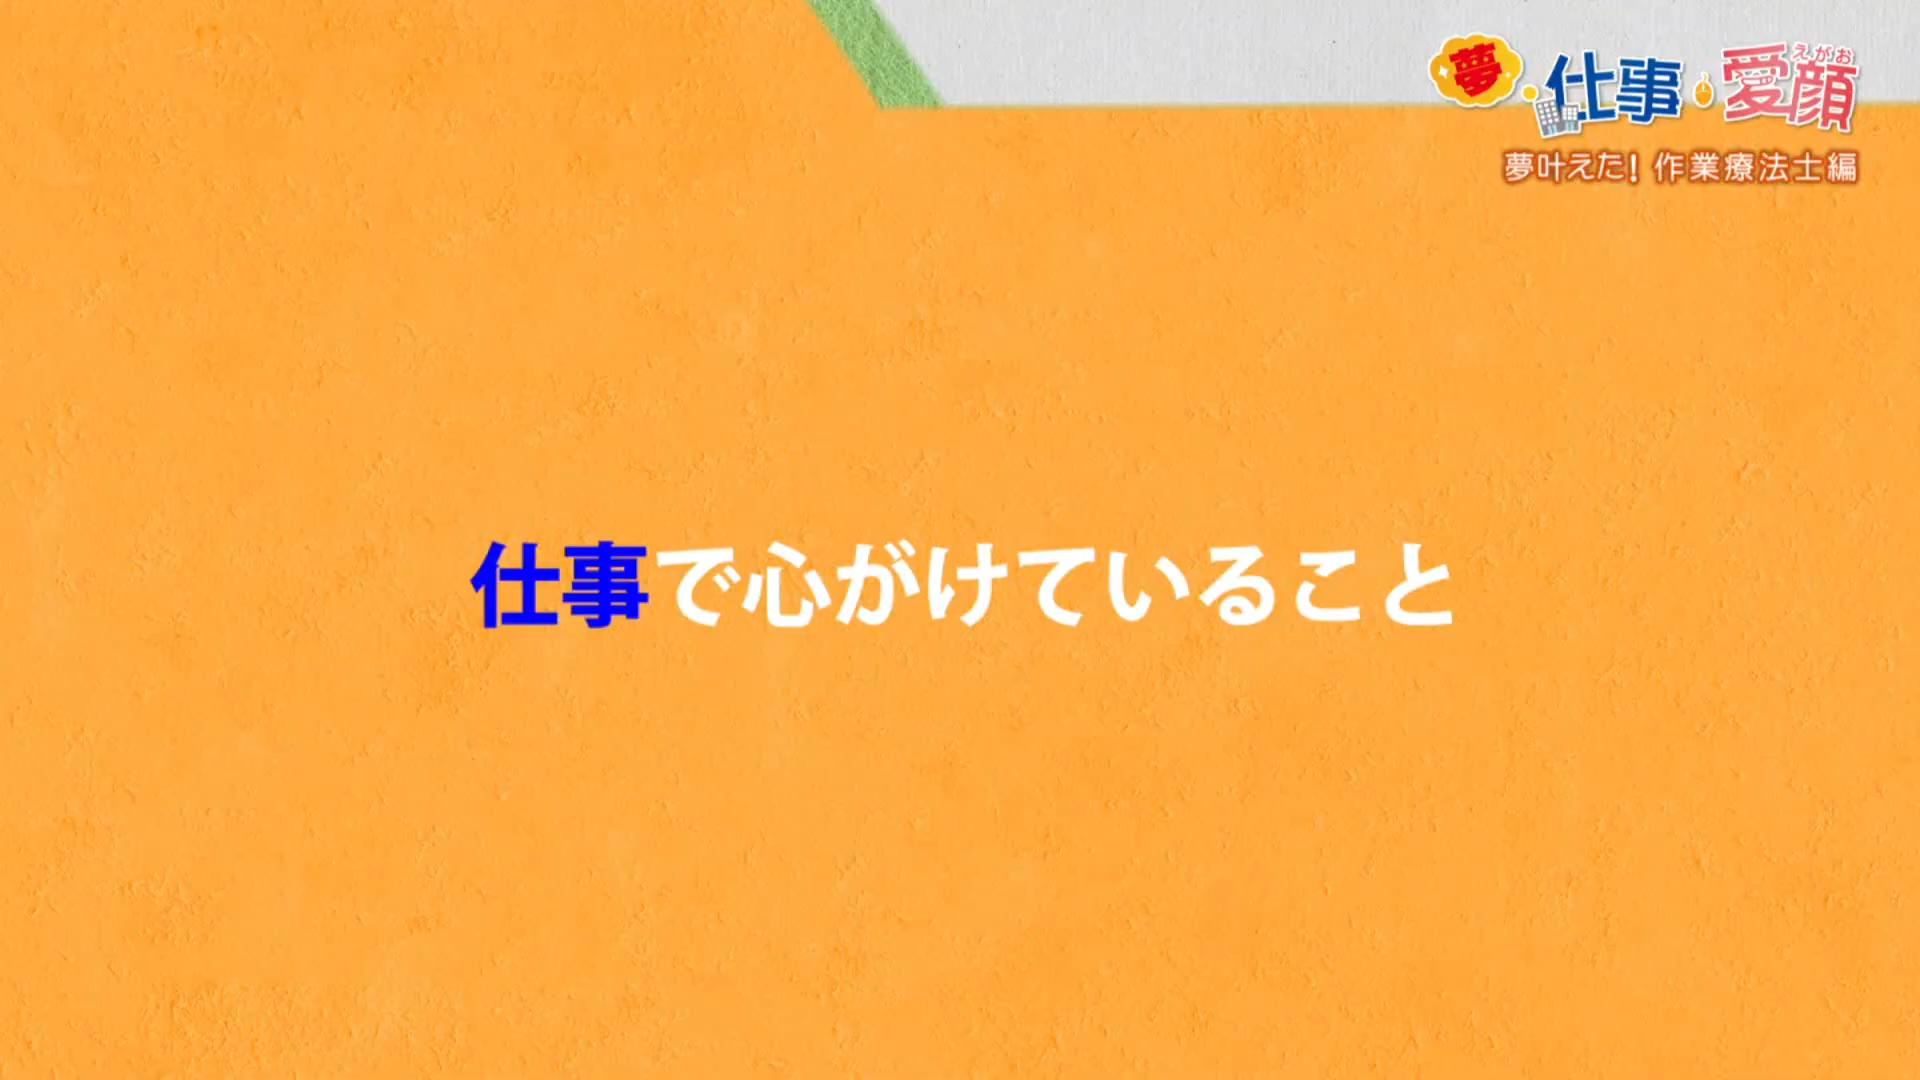 夢・仕事・愛顔
えがお
夢叶えた！作業療法士編
仕事で心がけていること